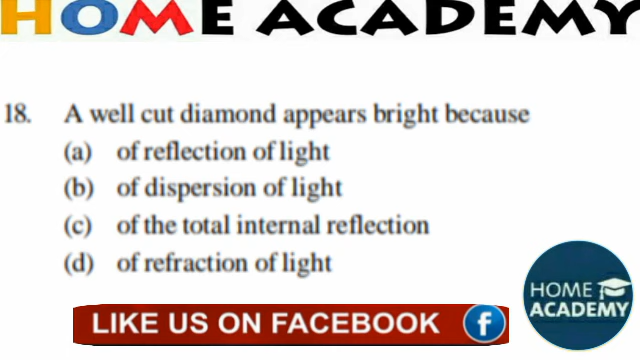 HOME ACADEMY
18. A well cut diamond appears bright because
(a) of reflection of light
(b) of dispersion of light
(c) of the total internal reflection
(d) of refraction of light
HOME
ACADEMY
LIKE US ON FACEBOOK f